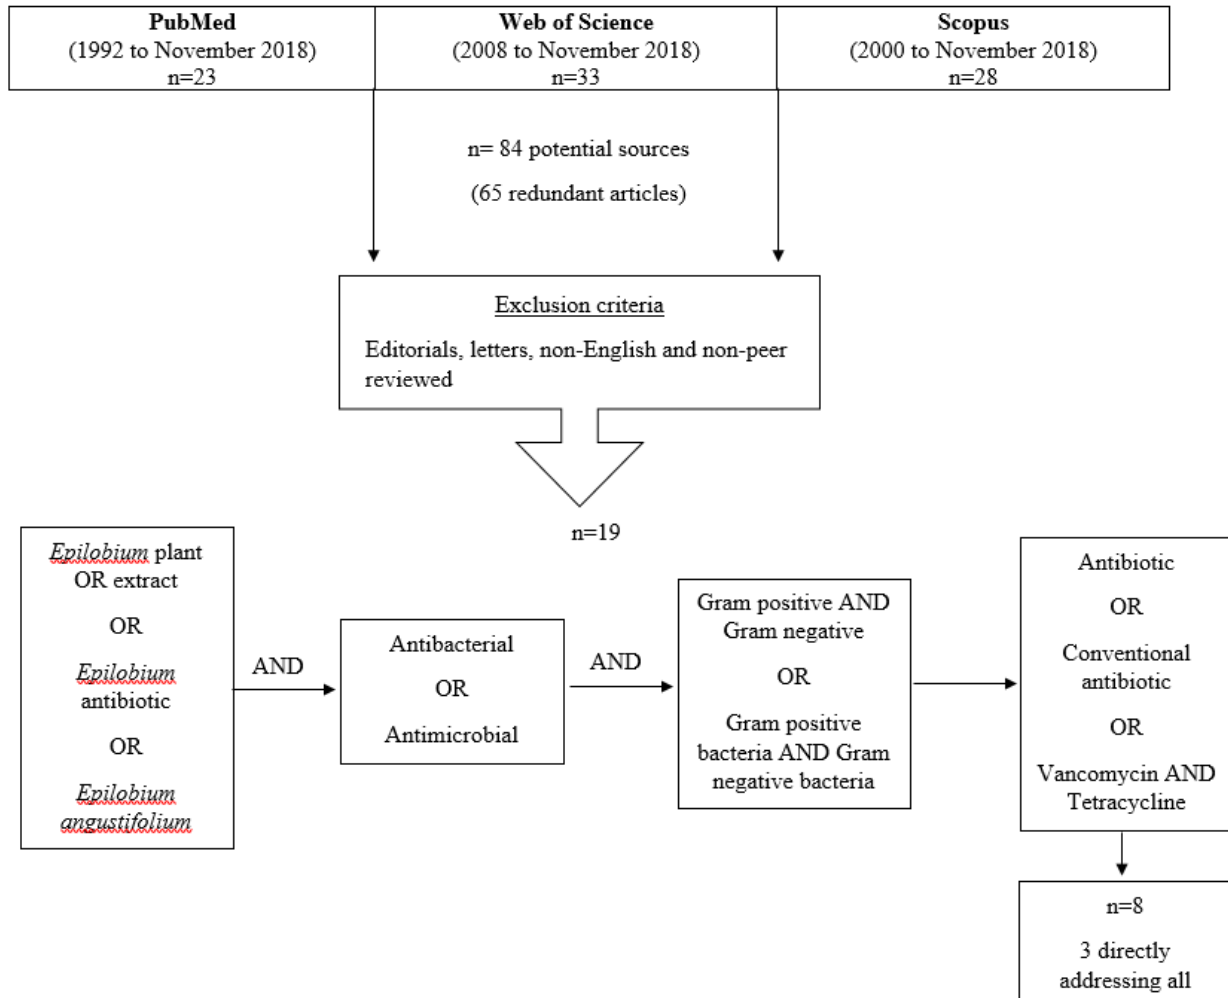 PubMed
(1992 to November 2018)
n=23
Web of Science
(2008 to November 2018)
n=33
Scopus
(2000 to November 2018)
n=28
n= 84 potential sources
(65 redundant articles)
Exclusion criteria
Editorials, letters, non-English and non-peer
reviewed
n=19
Epilobium plant
OR extract
OR
Epilobium
antibiotic
OR
Epilobium
angustifolium
AND
Antibacterial
OR
Antimicrobial
AND
Gram positive AND
Gram negative
OR
Gram positive
bacteria AND Gram
negative bacteria
Antibiotic
OR
Conventional
antibiotic
OR
Vancomycin AND
Tetracycline
n=8
3 directly
addressing all